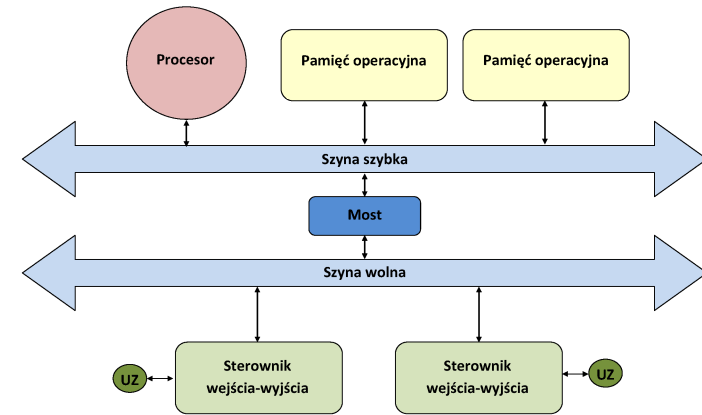 Procesor
Pamięć operacyjna
Pamięć operacyjna
Szyna szybka
Most
Szyna wolna
Sterownik
wejścia-wyjścia
Sterownik
wejścia-wyjścia
UZ
UZ